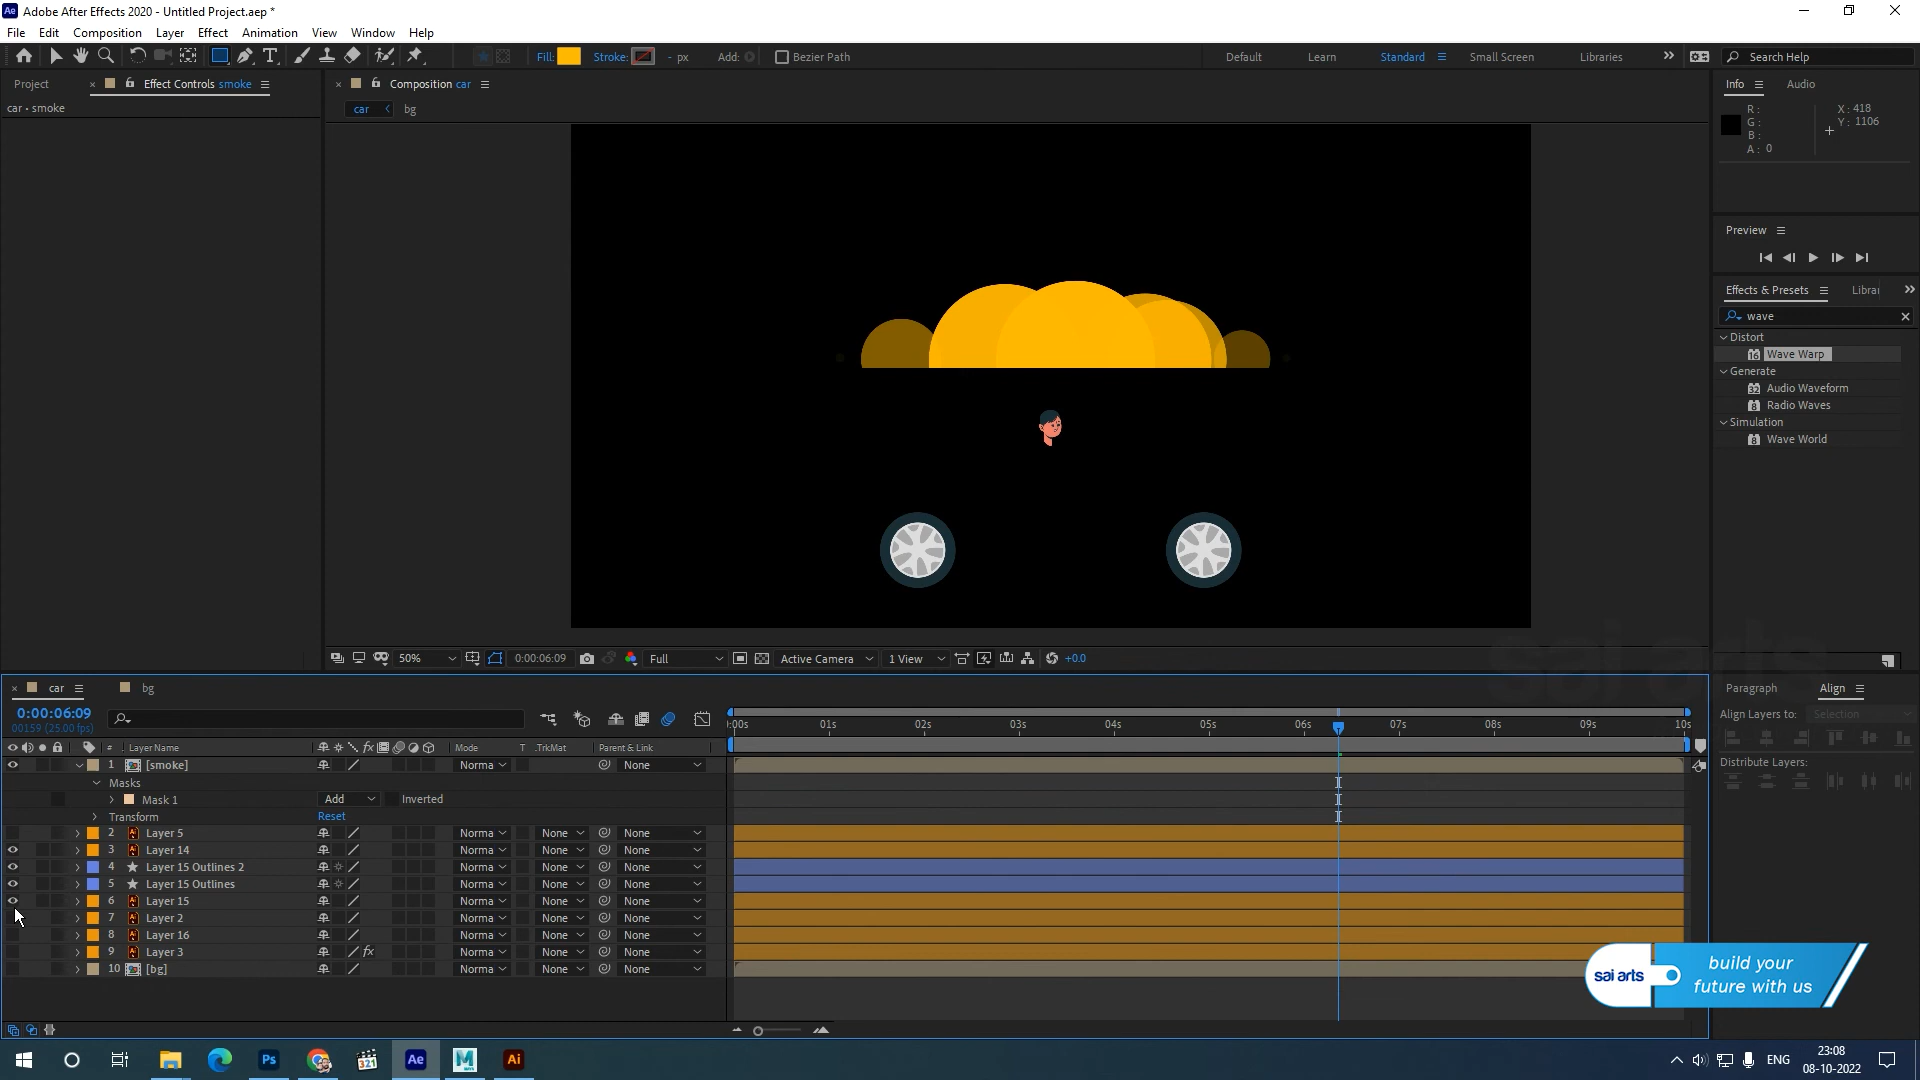 Adobe After Effects 2020 - Untitled Project.aep *
File Edit Composition Layer Effect Animation View Window Help
Fill: Stroke: - px Add: Bezier Path Default Learn Standard Small Screen Libraries Search Help
Project Effect Controls smoke
car • smoke
Composition car
car bg
Info Audio
R: X: 418
G: Y: 1106
B:
A: 0
Preview
Effects & Presets Librar
wave
Distort
Wave Warp
Generate
Audio Waveform
Radio Waves
Simulation
Wave World
50% 0:00:06:09 Full Active Camera 1 View +0.0
sai arts
car bg
0:00:06:09
00159 (25.00 fps)
:00s 01s 02s 03s 04s 05s 06s 07s 08s 09s 10s
# Layer Name Mode T .TrkMat Parent & Link
1 [smoke] Norma None
Masks
Mask 1 Add Inverted
Transform Reset
2 Layer 5 Norma None None
3 Layer 14 Norma None None
4 Layer 15 Outlines 2 Norma None None
5 Layer 15 Outlines Norma None None
6 Layer 15 Norma None None
7 Layer 2 Norma None None
8 Layer 16 Norma None None
9 Layer 3 fx Norma None None
10 [bg] Norma None None
Paragraph Align
Align Layers to: Selection
Distribute Layers:
sai arts
build your
future with us
ENG
23:08
08-10-2022